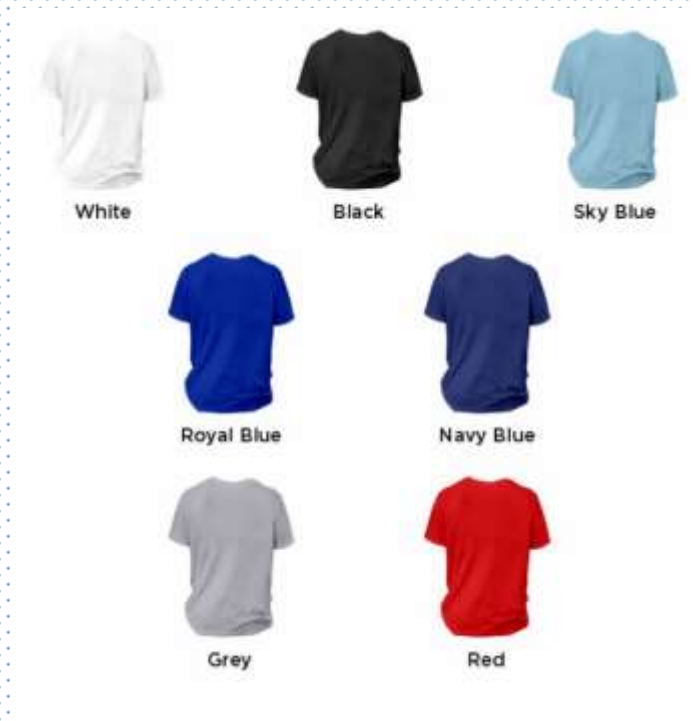 White
Black
Sky Blue
Royal Blue
Navy Blue
Grey
Red